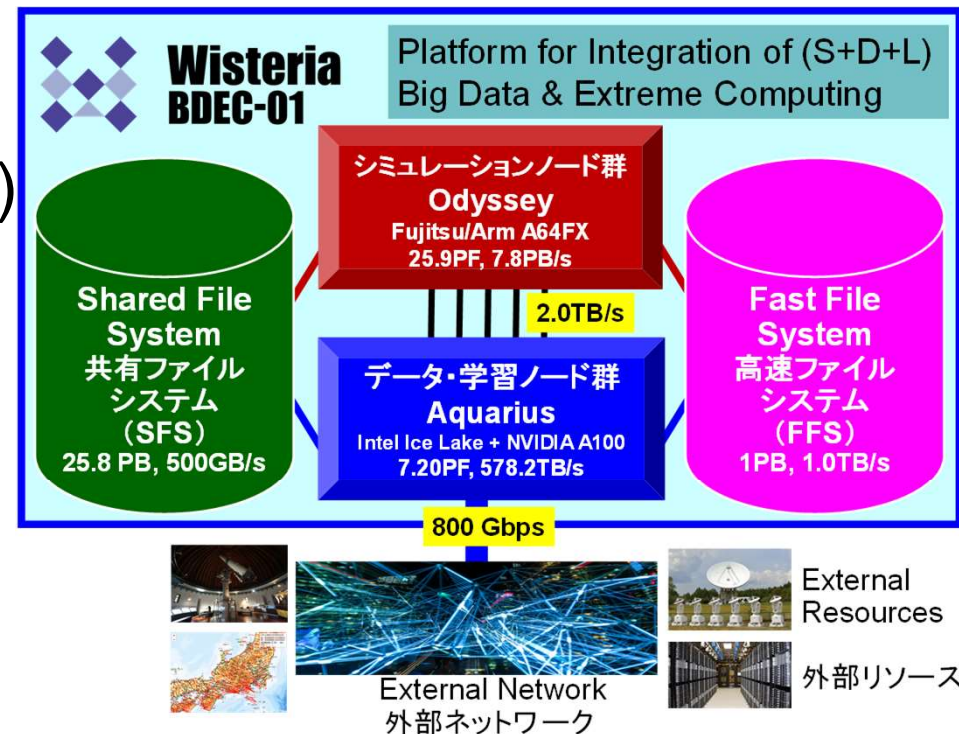 Wisteria
BDEC-01
Platform for Integration of (S+D+L)
Big Data & Extreme Computing
)
シミュレーションノード群
Odyssey
Fujitsu/Arm A64FX
25.9PF, 7.8PB/s
2.0TB/s
Shared File
System
共有ファイル
システム
（SFS）
25.8 PB, 500GB/s
データ・学習ノード群
Aquarius
Intel Ice Lake + NVIDIA A100
7.20PF, 578.2TB/s
Fast File
System
高速ファイル
システム
（FFS）
1PB, 1.0TB/s
800 Gbps
External Network
外部ネットワーク
External
Resources
外部リソース